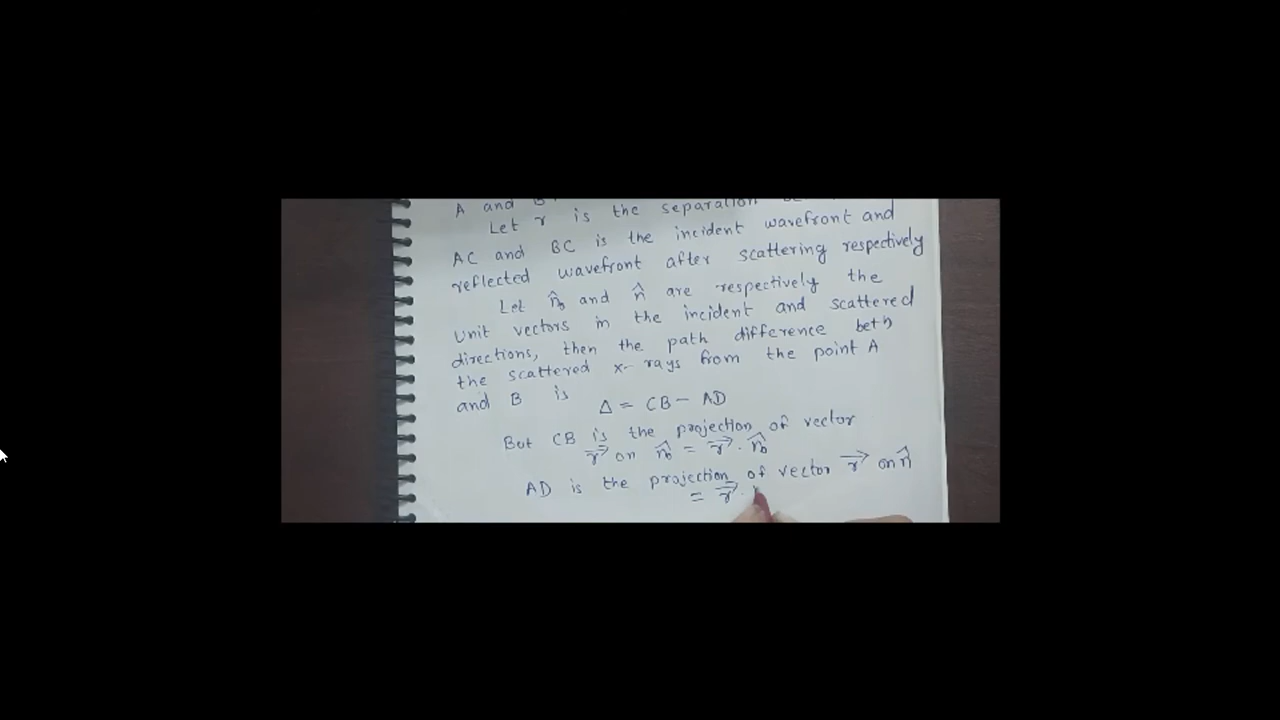 A and B
Let r is the separation
AC and BC is the incident wavefront and
reflected wavefront after scattering respectively
Let n̂₀ and n̂ are respectively the
unit vectors in the incident and scattered
directions, then the path difference betn
the scattered x-rays from the point A
and B is
Δ = CB - AD
But CB is the projection of vector
r⃗ on n̂₀ = r⃗ . n̂₀
AD is the projection of vector r⃗ on n̂
= r⃗ .